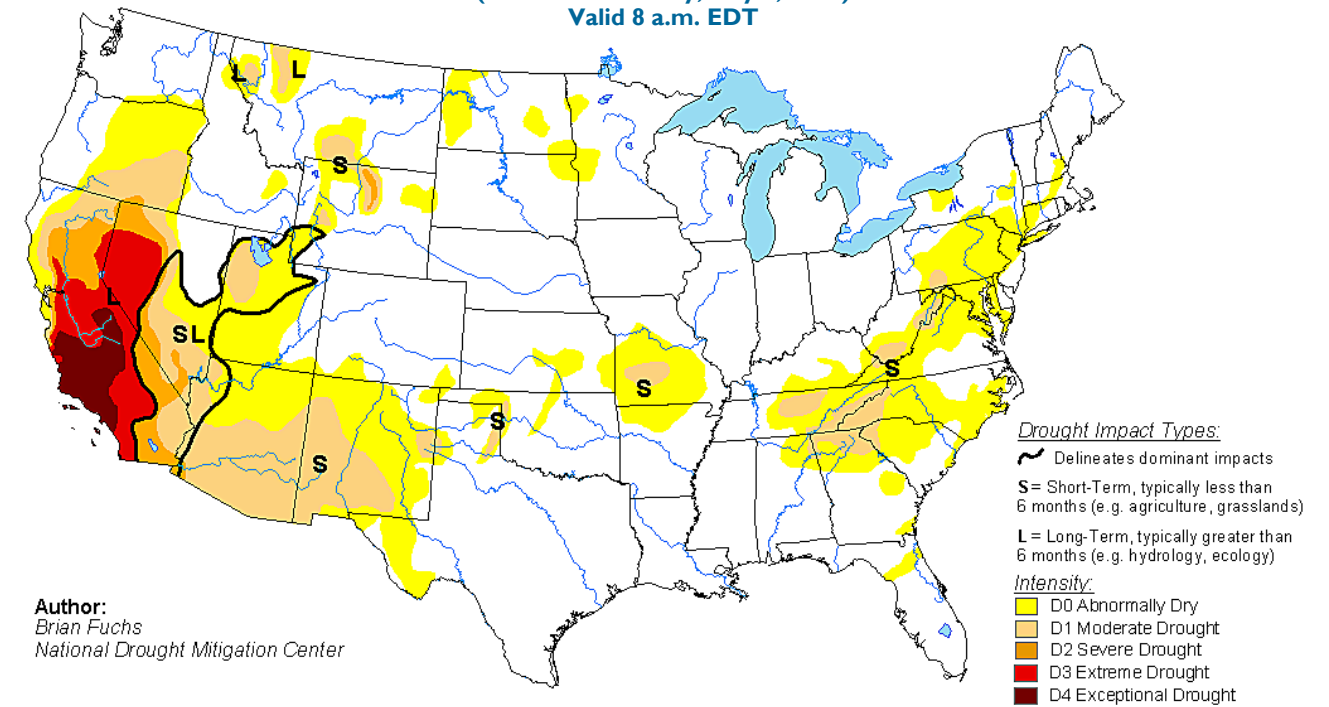 Valid 8 a.m. EDT
L
L
S
L
SL
S
S
S
S
Drought Impact Types:
Delineates dominant impacts
S = Short-Term, typically less than
6 months (e.g. agriculture, grasslands)
L = Long-Term, typically greater than
6 months (e.g. hydrology, ecology)
Intensity:
D0 Abnormally Dry
D1 Moderate Drought
D2 Severe Drought
D3 Extreme Drought
D4 Exceptional Drought
Author:
Brian Fuchs
National Drought Mitigation Center